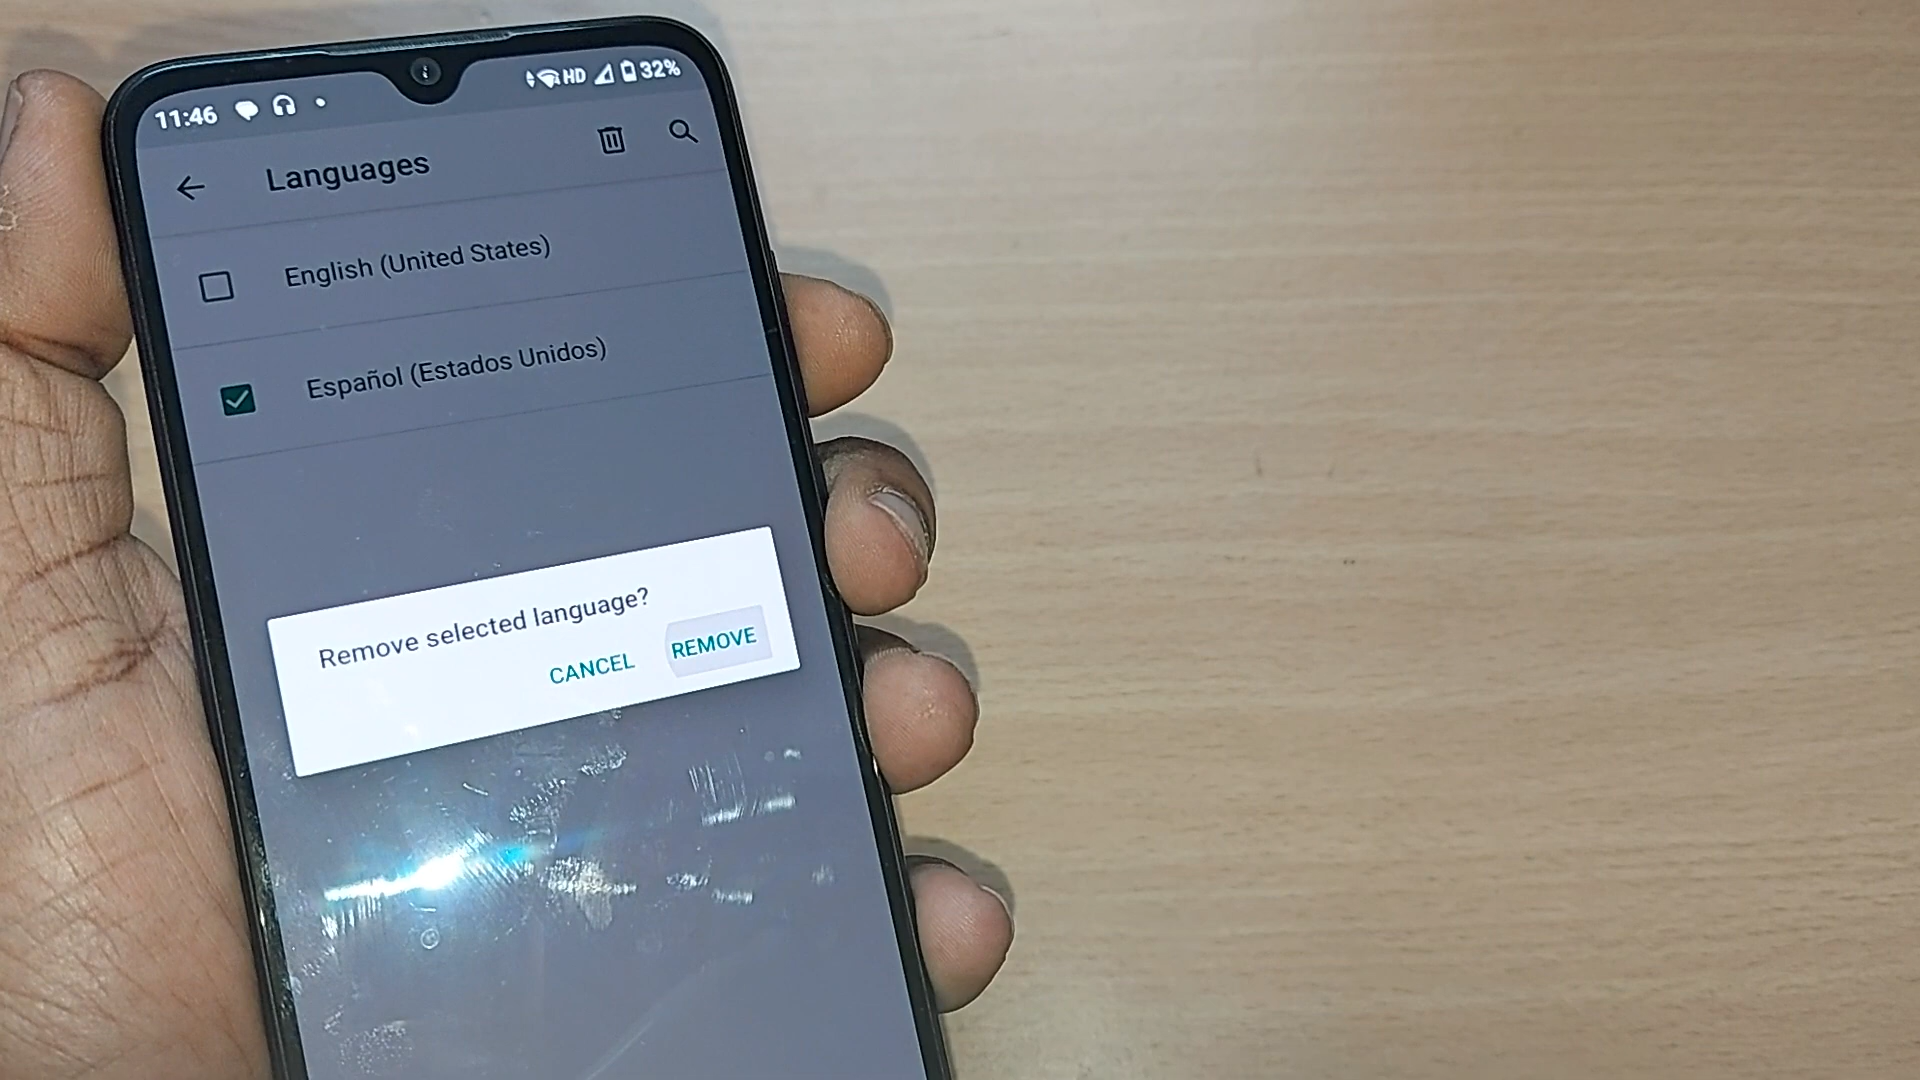 11:46 HD 32%
Languages
English (United States)
Español (Estados Unidos)
Remove selected language?
CANCEL REMOVE